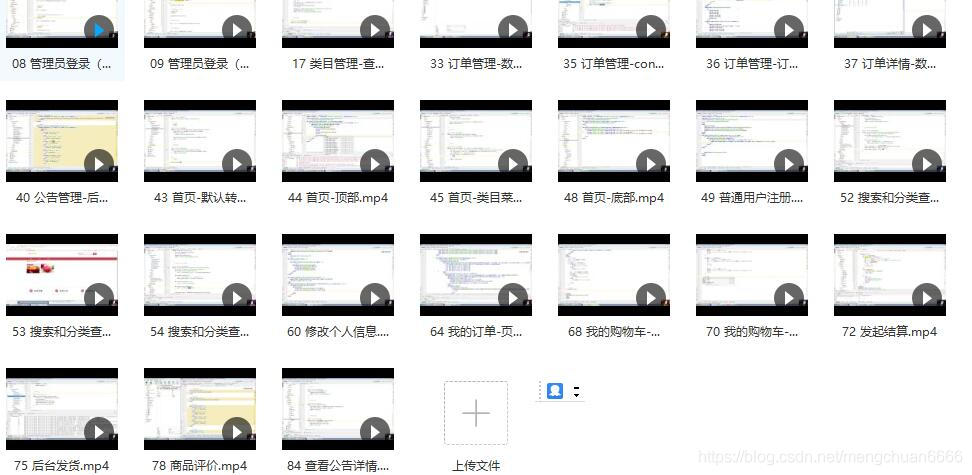 08 管理员登录（...
09 管理员登录（...
17 类目管理-查...
33 订单管理-数...
35 订单管理-con...
36 订单管理-订...
37 订单详情-数...
40 公告管理-后...
43 首页-默认转...
44 首页-顶部.mp4
45 首页-类目菜...
48 首页-底部.mp4
49 普通用户注册....
52 搜索和分类查...
53 搜索和分类查...
54 搜索和分类查...
60 修改个人信息....
64 我的订单-页...
68 我的购物车-...
70 我的购物车-...
72 发起结算.mp4
75 后台发货.mp4
78 商品评价.mp4
84 查看公告详情....
上传文件
https://blog.csdn.net/mengchuan6666